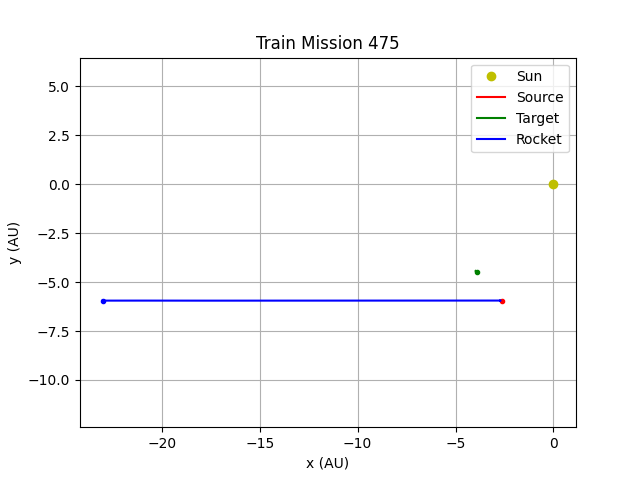 Train Mission 475
Sun
Source
Target
Rocket
5.0
2.5
0.0
−2.5
−5.0
−7.5
−10.0
y (AU)
−20
−15
−10
−5
0
x (AU)